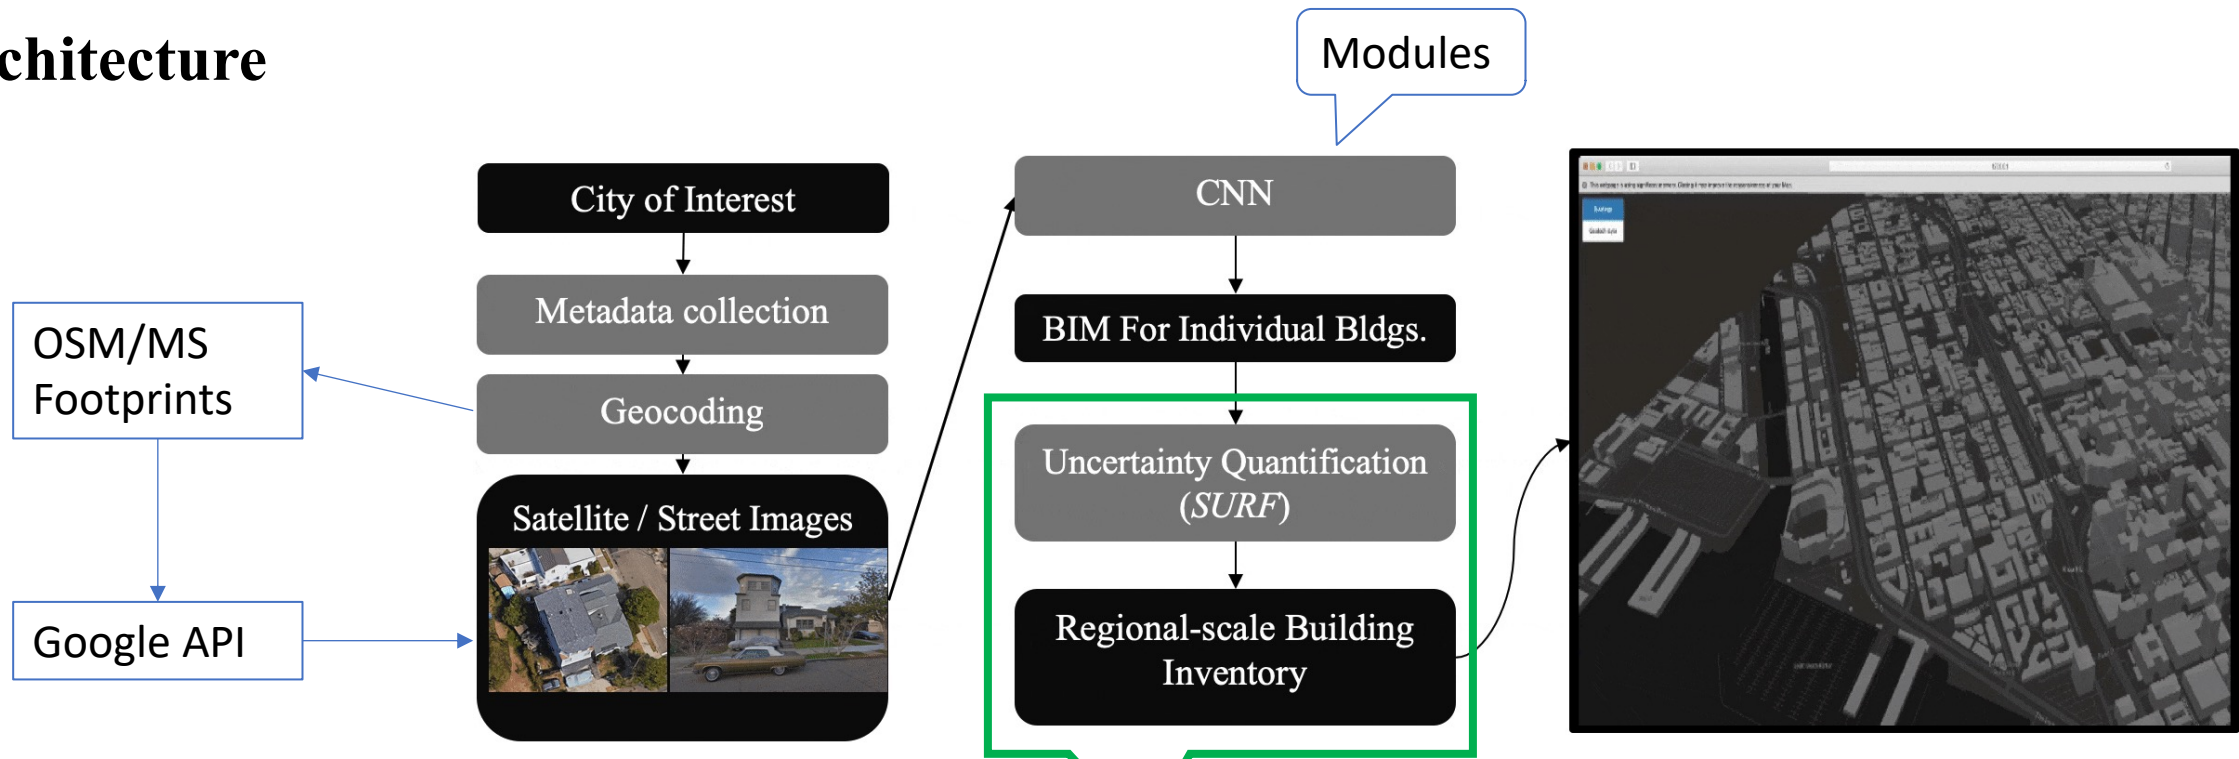 chitecture
Modules
City of Interest
Metadata collection
Geocoding
Satellite / Street Images
OSM/MS
Footprints
Google API
CNN
BIM For Individual Bldgs.
Uncertainty Quantification
(SURF)
Regional-scale Building
Inventory